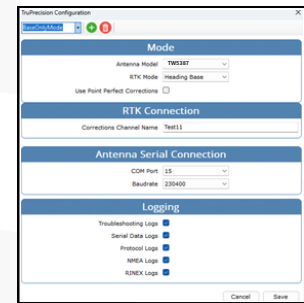 TruPrecision Configuration
BaseOnlyMode
Mode
Antenna Model TW5387
RTK Mode Heading Base
Use Point Perfect Corrections
RTK Connection
Corrections Channel Name Test11
Antenna Serial Connection
COM Port 15
Baudrate 230400
Logging
Troubleshooting Logs
Serial Data Logs
Protocol Logs
NMEA Logs
RINEX Logs
Cancel Save